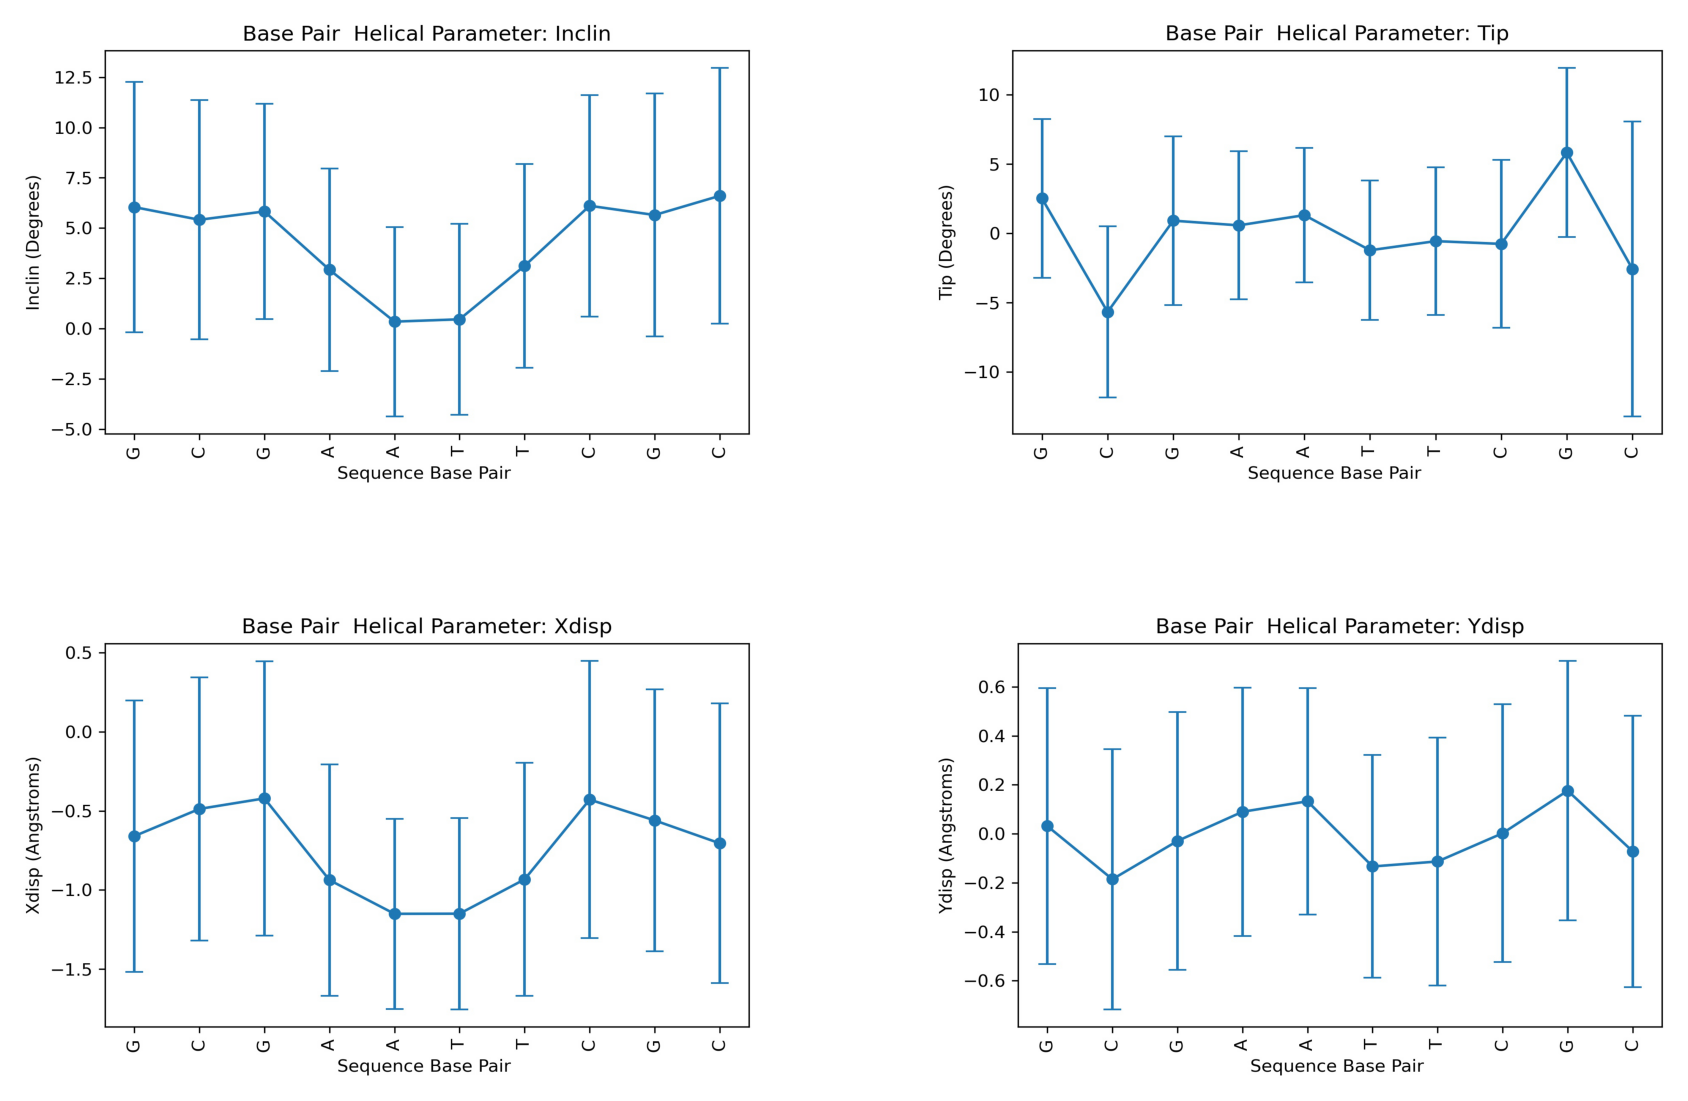 Base Pair  Helical Parameter: Inclin
Inclin (Degrees)
12.5
10.0
7.5
5.0
2.5
0.0
−2.5
−5.0
G C G A A T T C G C
Sequence Base Pair
Base Pair  Helical Parameter: Tip
Tip (Degrees)
10
5
0
−5
−10
G C G A A T T C G C
Sequence Base Pair
Base Pair  Helical Parameter: Xdisp
Xdisp (Angstroms)
0.5
0.0
−0.5
−1.0
−1.5
G C G A A T T C G C
Sequence Base Pair
Base Pair  Helical Parameter: Ydisp
Ydisp (Angstroms)
0.6
0.4
0.2
0.0
−0.2
−0.4
−0.6
G C G A A T T C G C
Sequence Base Pair